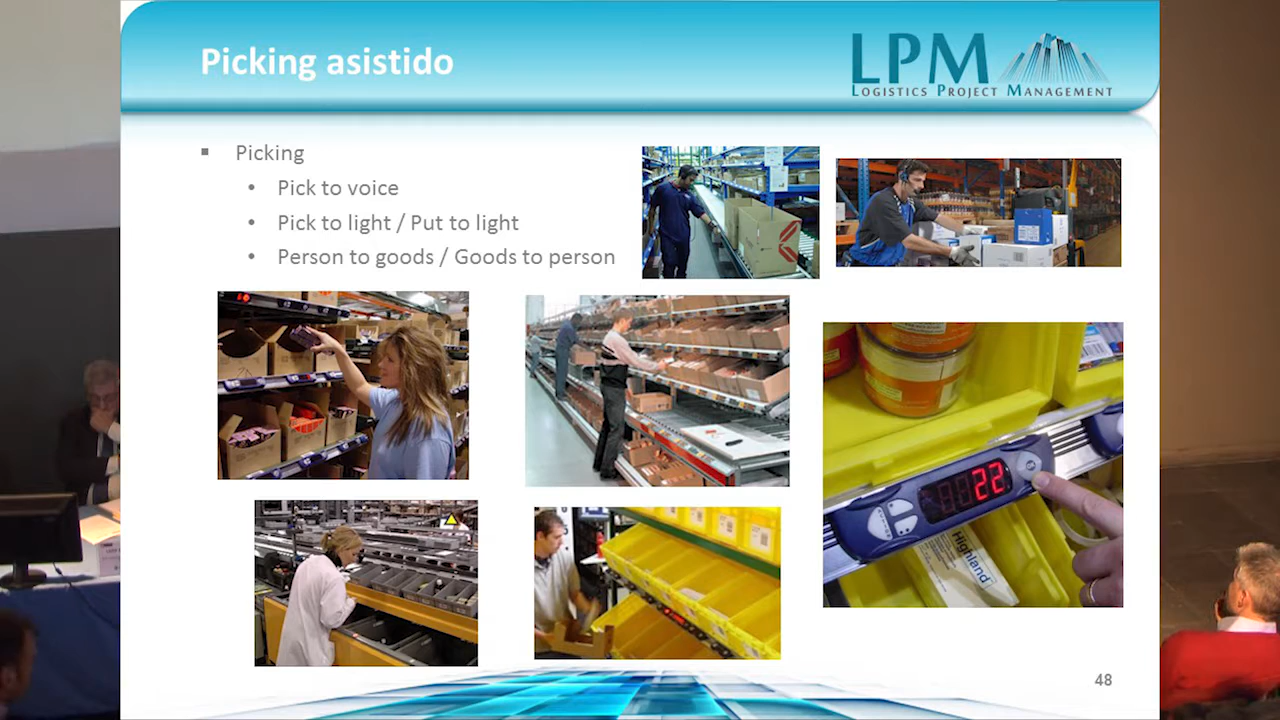 Picking asistido
LPM
LOGISTICS PROJECT MANAGEMENT
▪ Picking
• Pick to voice
• Pick to light / Put to light
• Person to goods / Goods to person
22
Highland
48